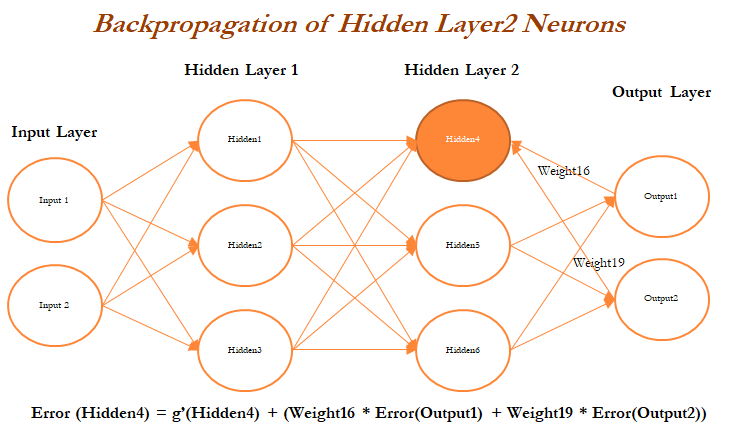 Backpropagation of Hidden Layer2 Neurons
Hidden Layer 1
Hidden Layer 2
Output Layer
Input Layer
Hidden1
Hidden4
Weight16
Input 1
Output1
Hidden2
Hidden5
Weight19
Input 2
Output2
Hidden3
Hidden6
Error (Hidden4) = g’(Hidden4) + (Weight16 * Error(Output1) + Weight19 * Error(Output2))